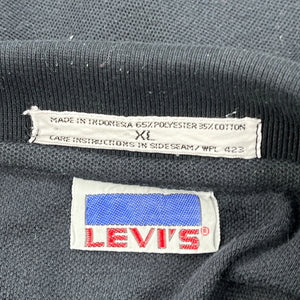 MADE IN INDONESIA 65% POLYESTER 35% COTTON
XL
CARE INSTRUCTIONS IN SIDESEAM/WPL 423
LEVI'S®